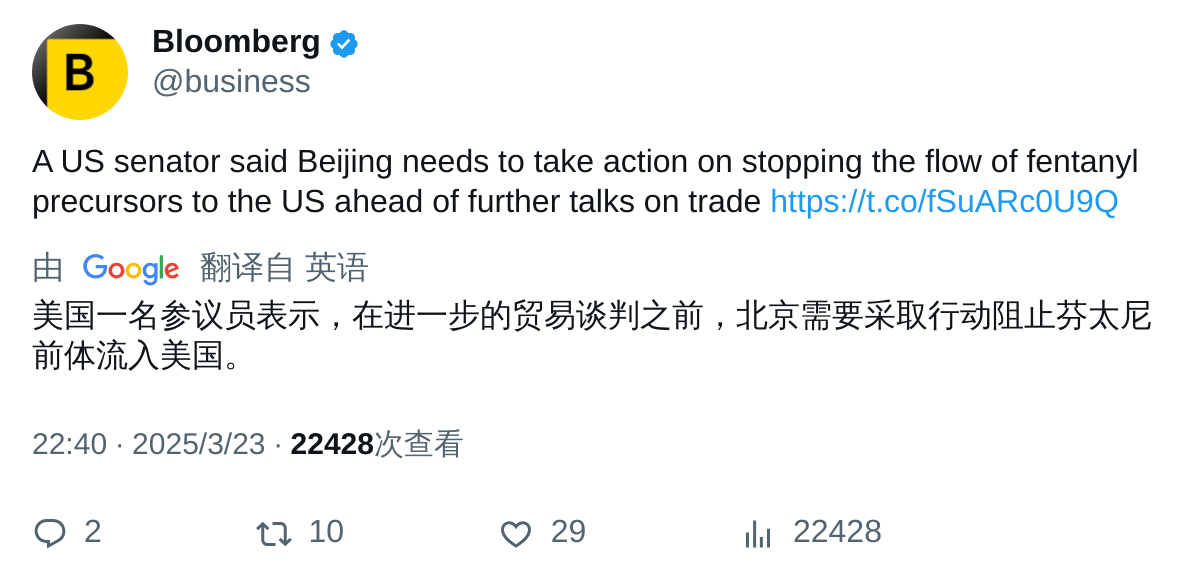 B
Bloomberg
@business
A US senator said Beijing needs to take action on stopping the flow of fentanyl
precursors to the US ahead of further talks on trade https://t.co/fSuARc0U9Q
由 Google 翻译自 英语
美国一名参议员表示，在进一步的贸易谈判之前，北京需要采取行动阻止芬太尼
前体流入美国。
22:40 · 2025/3/23 · 22428次查看
2 10 29 22428